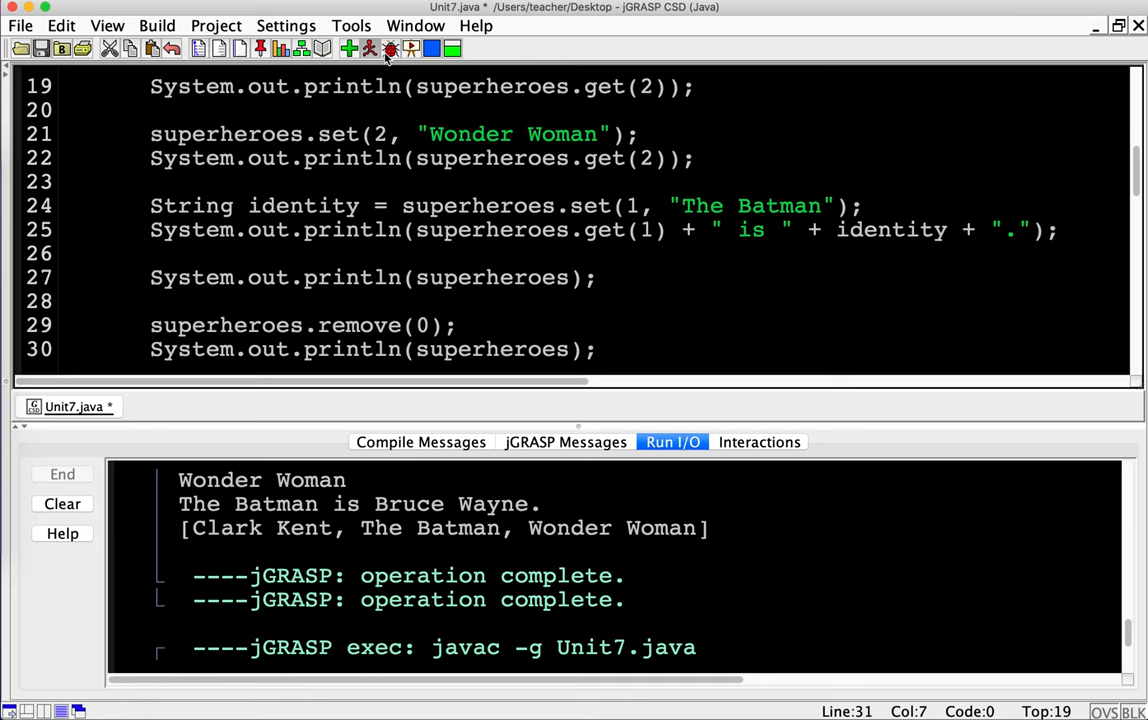 Unit7.java * /Users/teacher/Desktop - jGRASP CSD (Java)
File Edit View Build Project Settings Tools Window Help
19 System.out.println(superheroes.get(2));
20
21 superheroes.set(2, "Wonder Woman");
22 System.out.println(superheroes.get(2));
23
24 String identity = superheroes.set(1, "The Batman");
25 System.out.println(superheroes.get(1) + " is " + identity + ".");
26
27 System.out.println(superheroes);
28
29 superheroes.remove(0);
30 System.out.println(superheroes);
Unit7.java *
Compile Messages jGRASP Messages Run I/O Interactions
End
Clear
Help
Wonder Woman
The Batman is Bruce Wayne.
[Clark Kent, The Batman, Wonder Woman]
----jGRASP: operation complete.
----jGRASP: operation complete.
----jGRASP exec: javac -g Unit7.java
Line:31 Col:7 Code:0 Top:19 OVS BLK